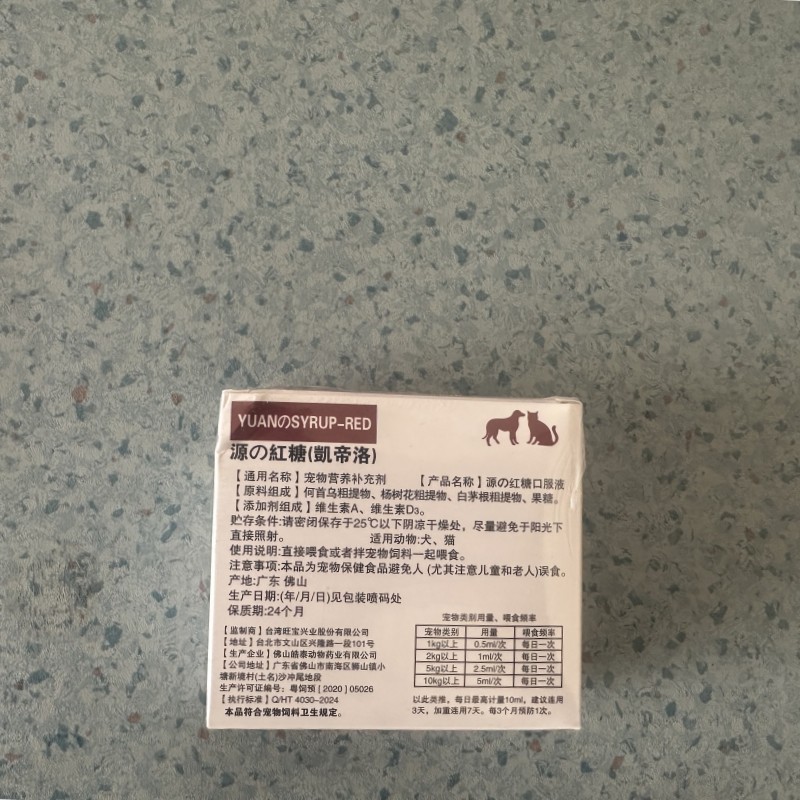 YUANのSYRUP-RED
源の紅糖(凱帝洛)
【通用名称】宠物营养补充剂 【产品名称】源の红糖口服液
【原料组成】何首乌粗提物、杨树花粗提物、白茅根粗提物、果糖。
【添加剂组成】维生素A、维生素D3。
贮存条件:请密闭保存于25℃以下阴凉干燥处，尽量避免于阳光下
直接照射。 适用动物:犬、猫
使用说明:直接喂食或者拌宠物饲料一起喂食。
注意事项:本品为宠物保健食品避免人(尤其注意儿童和老人)误食。
产地:广东 佛山
生产日期:(年/月/日)见包装喷码处
保质期:24个月
【监制商】台湾旺宝兴业股份有限公司
【地址】台北市文山区兴隆路一段101号
【生产企业】佛山皓泰动物药业有限公司
【公司地址】广东省佛山市南海区狮山镇小
塘新境村(土名)沙冲尾地段
生产许可证编号：粤饲预[2020]05026
【执行标准】Q/HT 4030-2024
本品符合宠物饲料卫生规定。
宠物类别用量、喂食频率
宠物类别 用量 喂食频率
1kg以上 0.5ml/次 每日一次
2kg以上 1ml/次 每日一次
5kg以上 2.5ml/次 每日一次
10kg以上 5ml/次 每日一次
以此类推，每日最高计量10ml，建议连用
3天，加重连用7天。每3个月预防1次。